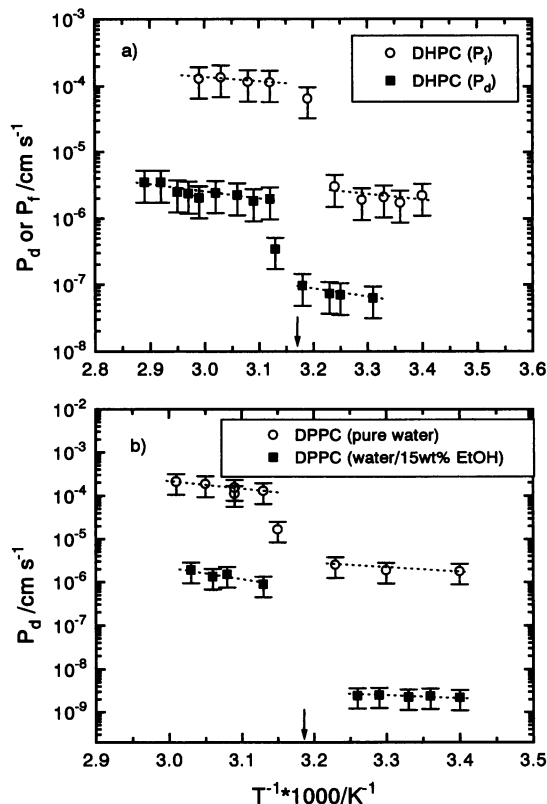 a)
DHPC (P_f)
DHPC (P_d)
P_d or P_f /cm s⁻¹
10⁻³
10⁻⁴
10⁻⁵
10⁻⁶
10⁻⁷
10⁻⁸
2.8 2.9 3.0 3.1 3.2 3.3 3.4 3.5 3.6
b)
DPPC (pure water)
DPPC (water/15wt% EtOH)
P_d /cm s⁻¹
10⁻²
10⁻³
10⁻⁴
10⁻⁵
10⁻⁶
10⁻⁷
10⁻⁸
10⁻⁹
2.9 3.0 3.1 3.2 3.3 3.4 3.5
T⁻¹*1000/K⁻¹